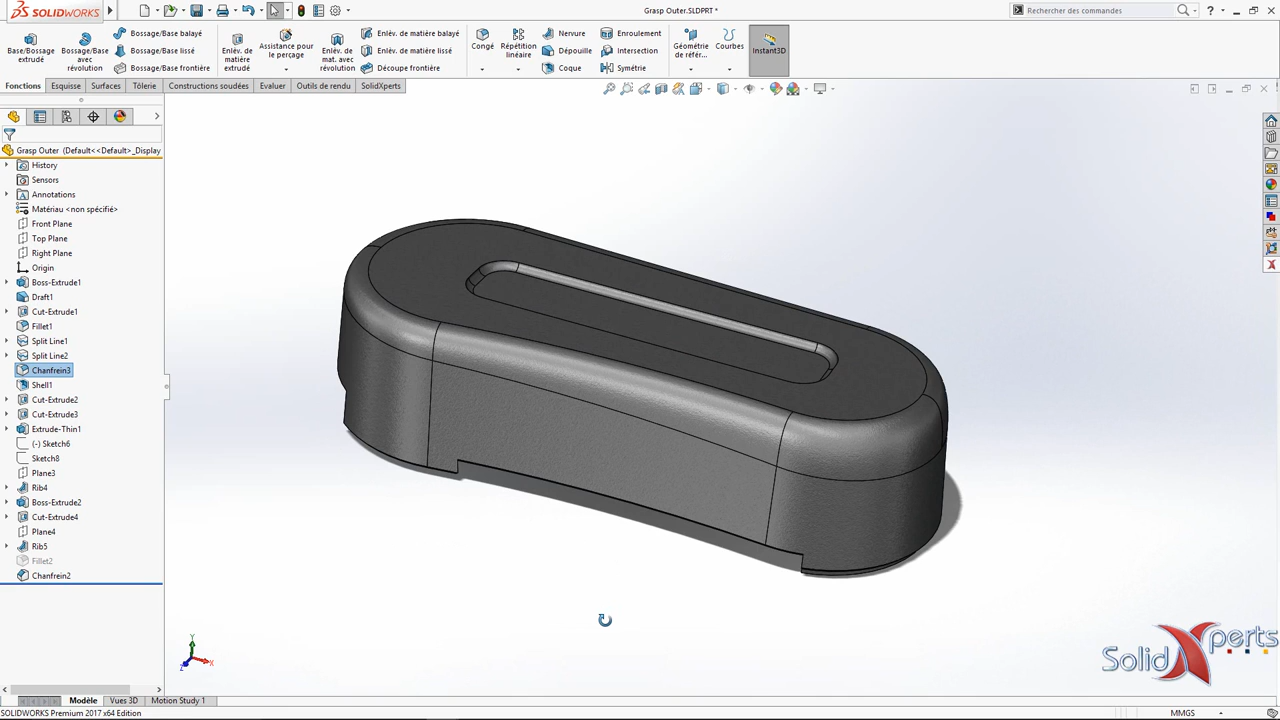 SOLIDWORKS
Grasp Outer.SLDPRT *
Rechercher des commandes
Base/Bossage extrudé
Bossage/Base avec révolution
Bossage/Base balayé
Bossage/Base lissé
Bossage/Base frontière
Enlèv. de matière extrudé
Assistance pour le perçage
Enlèv. de mat. avec révolution
Enlèv. de matière balayé
Enlèv. de matière lissé
Découpe frontière
Congé
Répétition linéaire
Nervure
Dépouille
Coque
Enroulement
Intersection
Symétrie
Géométrie de référ...
Courbes
Instant3D
Fonctions
Esquisse
Surfaces
Tôlerie
Constructions soudées
Evaluer
Outils de rendu
SolidXperts
Grasp Outer (Default<<Default>_Display
History
Sensors
Annotations
Matériau <non spécifié>
Front Plane
Top Plane
Right Plane
Origin
Boss-Extrude1
Draft1
Cut-Extrude1
Fillet1
Split Line1
Split Line2
Chanfrein3
Shell1
Cut-Extrude2
Cut-Extrude3
Extrude-Thin1
(-) Sketch6
Sketch8
Plane3
Rib4
Boss-Extrude2
Cut-Extrude4
Plane4
Rib5
Fillet2
Chanfrein2
Y
X
Z
SolidXperts
Modèle
Vues 3D
Motion Study 1
SOLIDWORKS Premium 2017 x64 Edition
MMGS